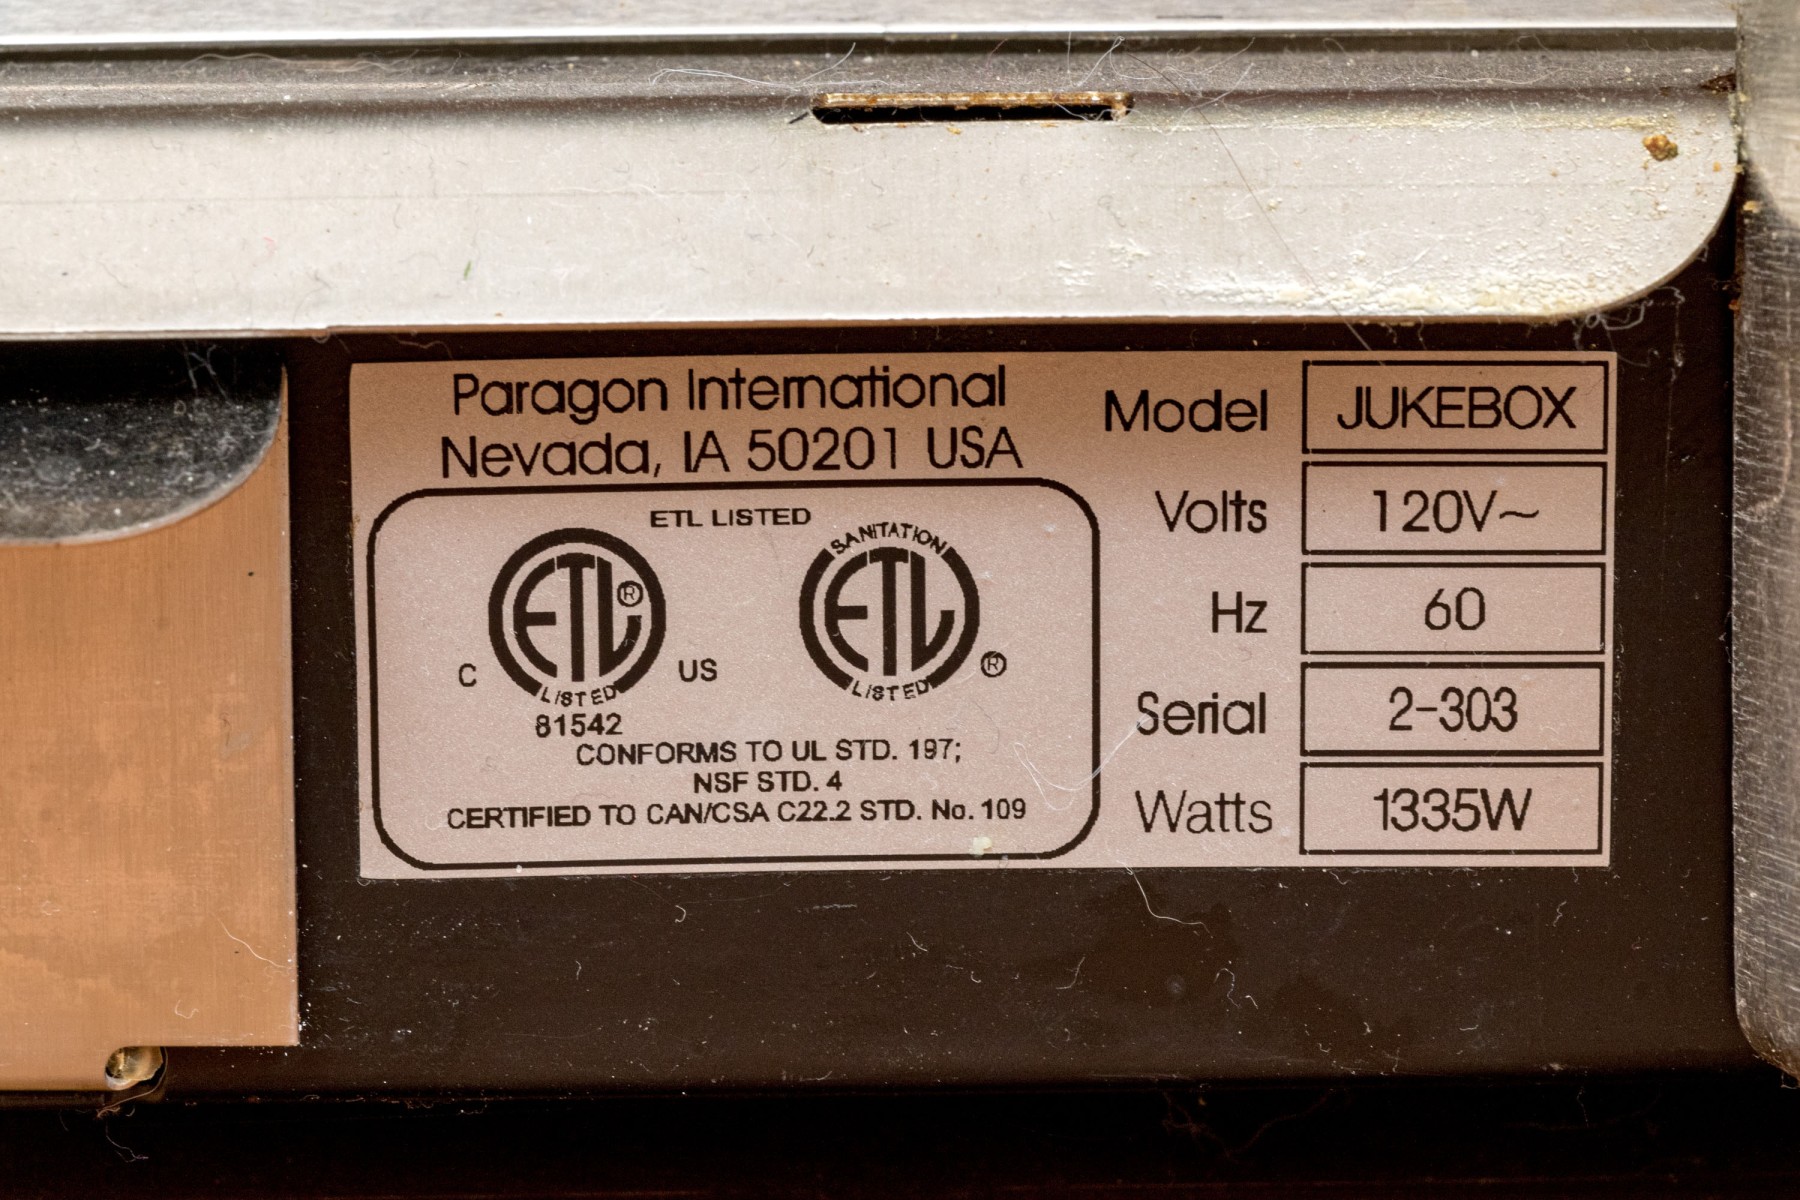 Paragon International
Nevada, IA 50201 USA
ETL LISTED
ETL®
LISTED
C
US
81542
SANITATION
ETL
LISTED
®
CONFORMS TO UL STD. 197;
NSF STD. 4
CERTIFIED TO CAN/CSA C22.2 STD. No. 109
Model JUKEBOX
Volts 120V~
Hz 60
Serial 2-303
Watts 1335W